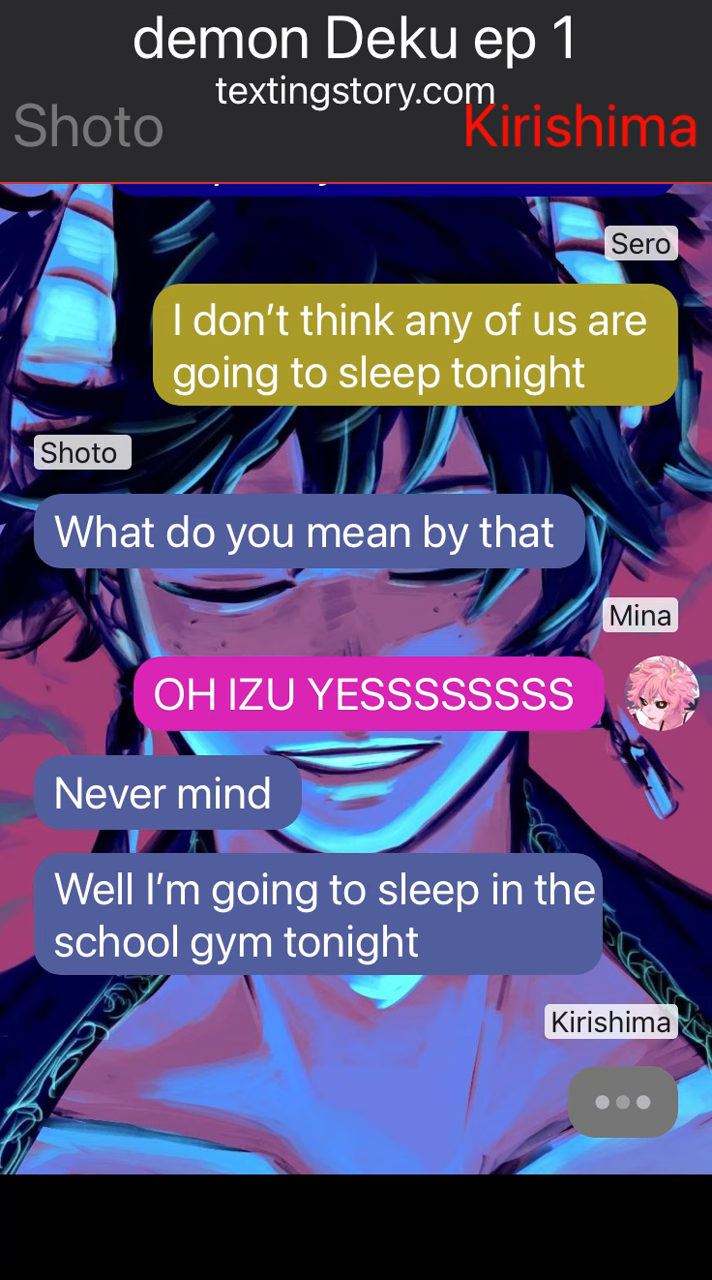 demon Deku ep 1
textingstory.com
Shoto
Kirishima
Sero
I don’t think any of us are
going to sleep tonight
Shoto
What do you mean by that
Mina
OH IZU YESSSSSSSS
Never mind
Well I’m going to sleep in the
school gym tonight
Kirishima